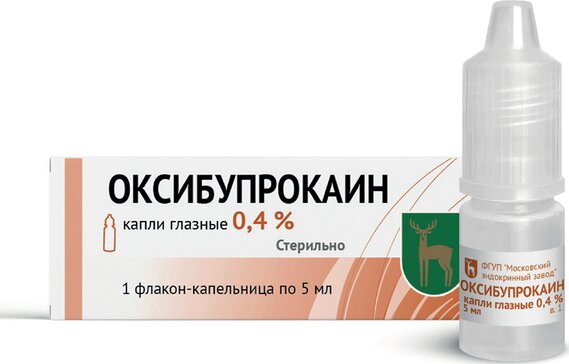 ОКСИБУПРОКАИН
капли глазные 0,4 %
Стерильно
1 флакон-капельница по 5 мл
ФГУП "Московский
эндокринный завод"
ОКСИБУПРОКАИН
капли глазные 0,4 %
5 мл